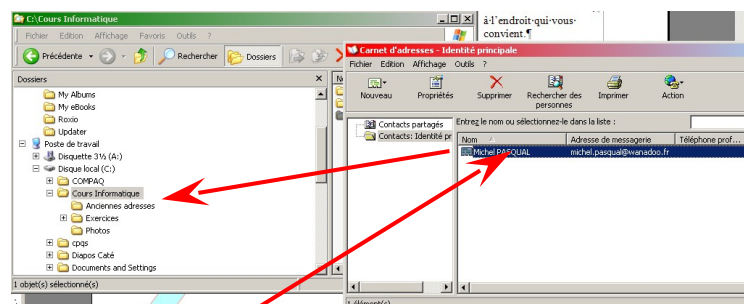 C:\Cours Informatique
Fichier Edition Affichage Favoris Outils ?
Précédente Rechercher Dossiers
Dossiers
My Albums
My eBooks
Roxio
Updater
Poste de travail
Disquette 3½ (A:)
Disque local (C:)
COMPAQ
Cours Informatique
Anciennes adresses
Exercices
Photos
cpqs
Diapos Caté
Documents and Settings
1 objet(s) sélectionné(s)
à·l'endroit·qui·vous·
convient.¶
Carnet d'adresses - Identité principale
Fichier Edition Affichage Outils ?
Nouveau Propriétés Supprimer Rechercher des personnes Imprimer Action
Entrez le nom ou sélectionnez-le dans la liste :
Contacts partagés
Contacts: Identité pr
Nom Adresse de messagerie Téléphone prof...
Michel PASQUAL michel.pasqual@wanadoo.fr
1 élément(s)